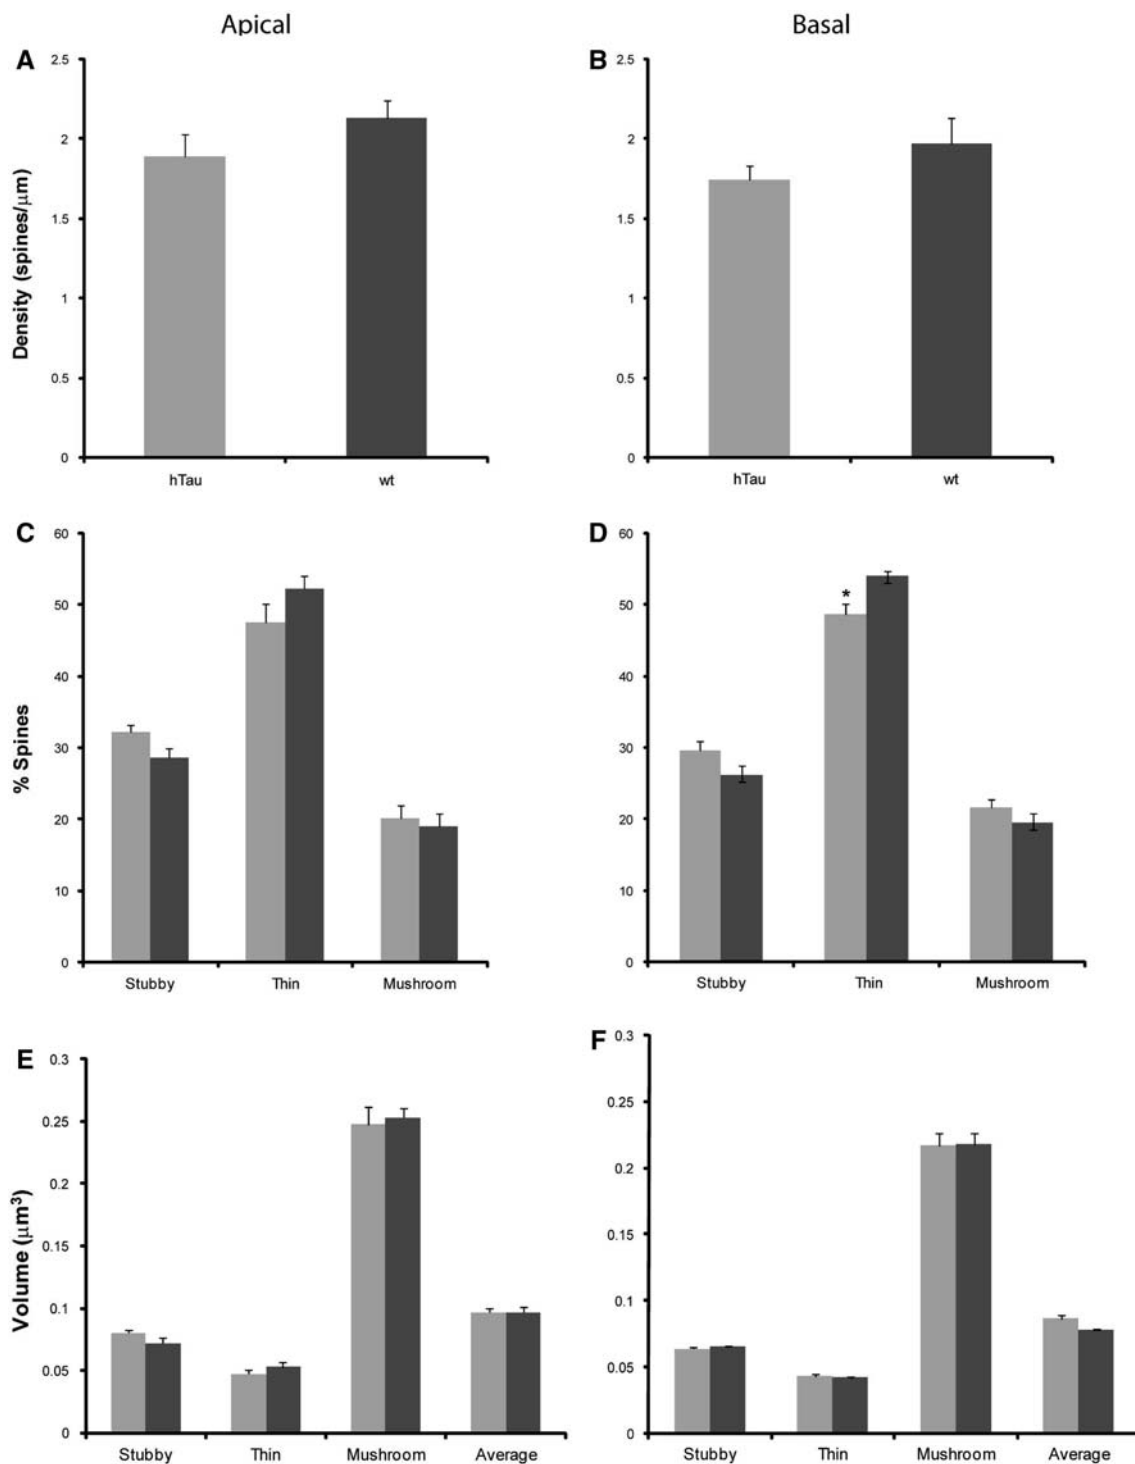 Apical
Basal
A
2.5
2
1.5
1
0.5
0
Density (spines/μm)
hTau
wt
B
2.5
2
1.5
1
0.5
0
hTau
wt
C
60
50
40
30
20
10
0
% Spines
Stubby
Thin
Mushroom
D
60
50
40
30
20
10
0
*
Stubby
Thin
Mushroom
E
0.3
0.25
0.2
0.15
0.1
0.05
0
Volume (μm³)
Stubby
Thin
Mushroom
Average
F
0.3
0.25
0.2
0.15
0.1
0.05
0
Stubby
Thin
Mushroom
Average